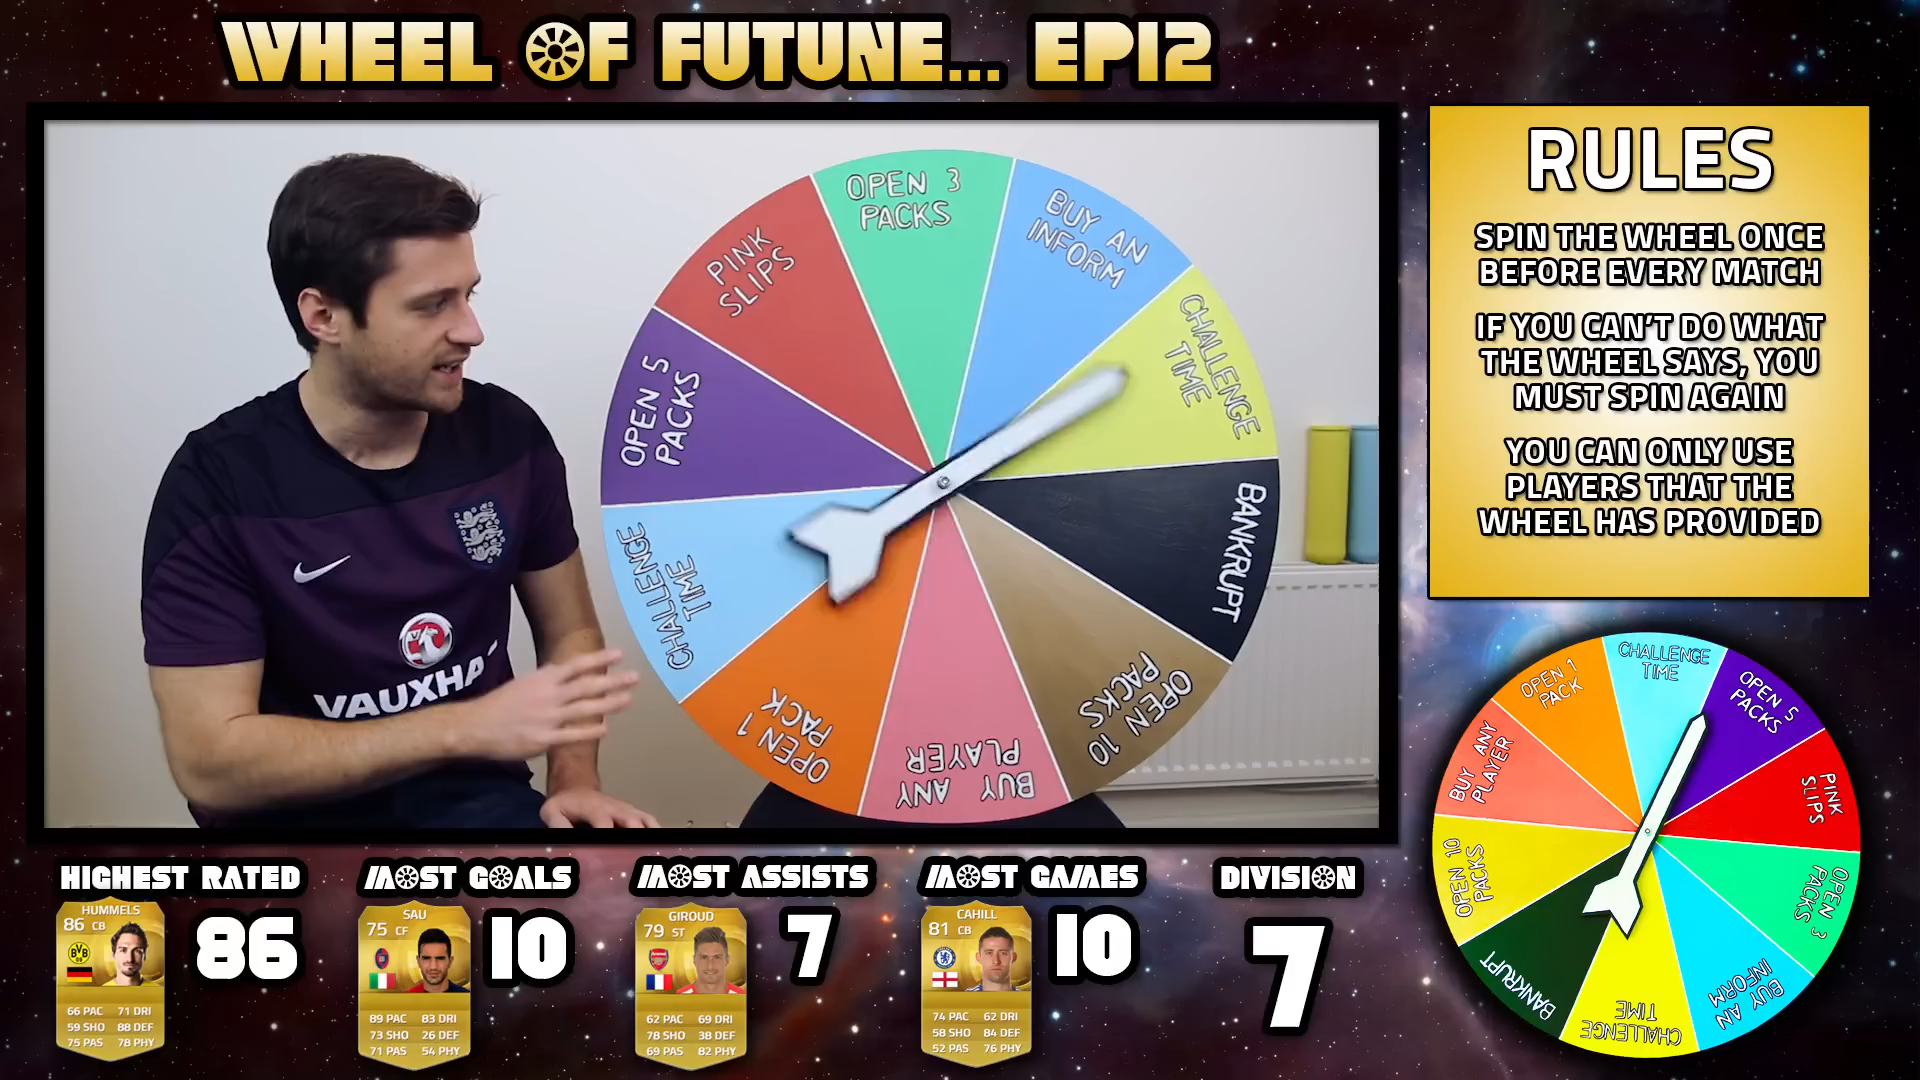 WHEEL OF FUTUNE... EP12
RULES
SPIN THE WHEEL ONCE
BEFORE EVERY MATCH
IF YOU CAN'T DO WHAT
THE WHEEL SAYS, YOU
MUST SPIN AGAIN
YOU CAN ONLY USE
PLAYERS THAT THE
WHEEL HAS PROVIDED
OPEN 3
PACKS
BUY AN
INFORM
CHALLENGE
TIME
BANKRUPT
OPEN 10
PACKS
BUY ANY
PLAYER
OPEN 1
PACK
CHALLENGE
TIME
OPEN 5
PACKS
PINK
SLIPS
VAUXHA
CHALLENGE
TIME
OPEN 5
PACKS
PINK
SLIPS
OPEN
PACKS 3
BUY AN
INFORM
CHALLENGE
TIME
BANKRUPT
OPEN 10
PACKS
BUY ANY
PLAYER
OPEN 1
PACK
HIGHEST RATED
HUMMELS
86 CB
BVB
09
66 PAC 71 DRI
59 SHO 88 DEF
75 PAS 78 PHY
86
MOST GOALS
SAU
75 CF
89 PAC 83 DRI
73 SHO 26 DEF
71 PAS 54 PHY
10
MOST ASSISTS
GIROUD
79 ST
Arsenal
62 PAC 69 DRI
78 SHO 38 DEF
69 PAS 82 PHY
7
MOST GAMES
CAHILL
81 CB
74 PAC 62 DRI
58 SHO 84 DEF
52 PAS 76 PHY
10
DIVISION
7